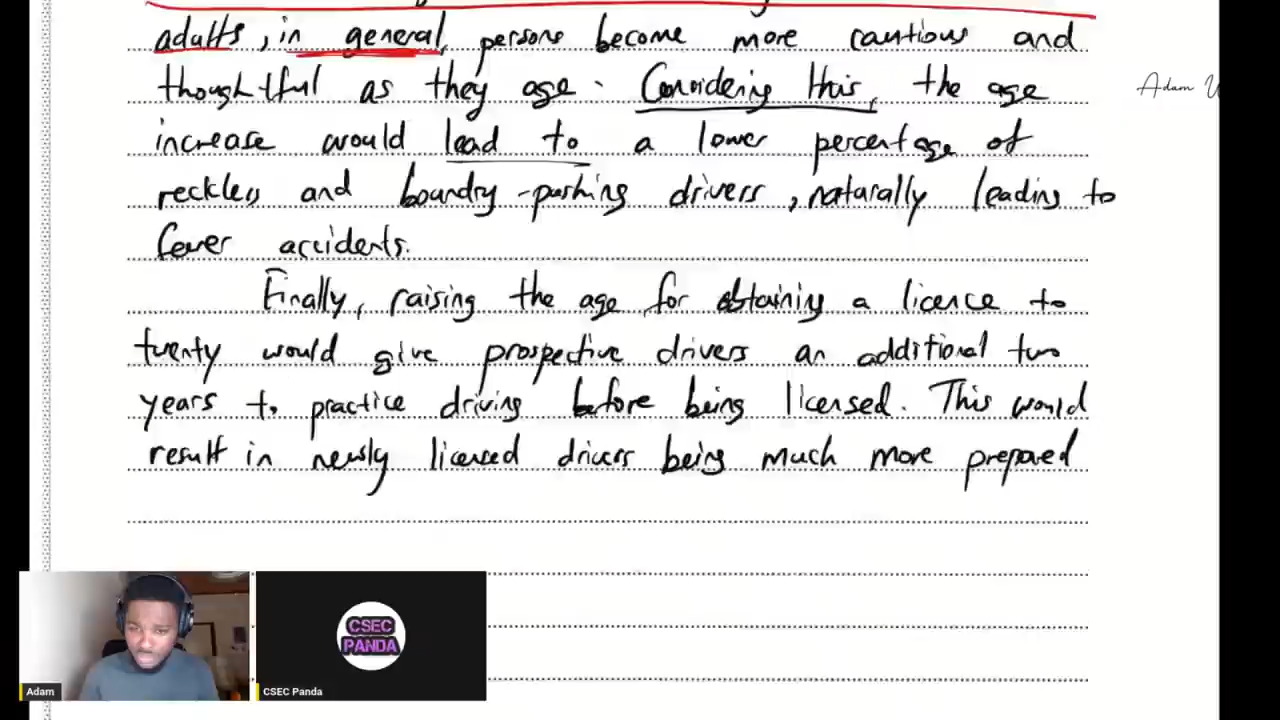 adults, in general, persons become more cautious and
thoughtful as they age. Considering this, the age
Adam
increase would lead to a lower percentage of
reckless and boundry-pushing drivers, naturally leading to
fewer accidents.
Finally, raising the age for obtaining a licence to
twenty would give prospective drivers an additional two
years to practice driving before being licensed. This would
result in newly licensed drivers being much more prepared
CSEC
PANDA
Adam
CSEC Panda